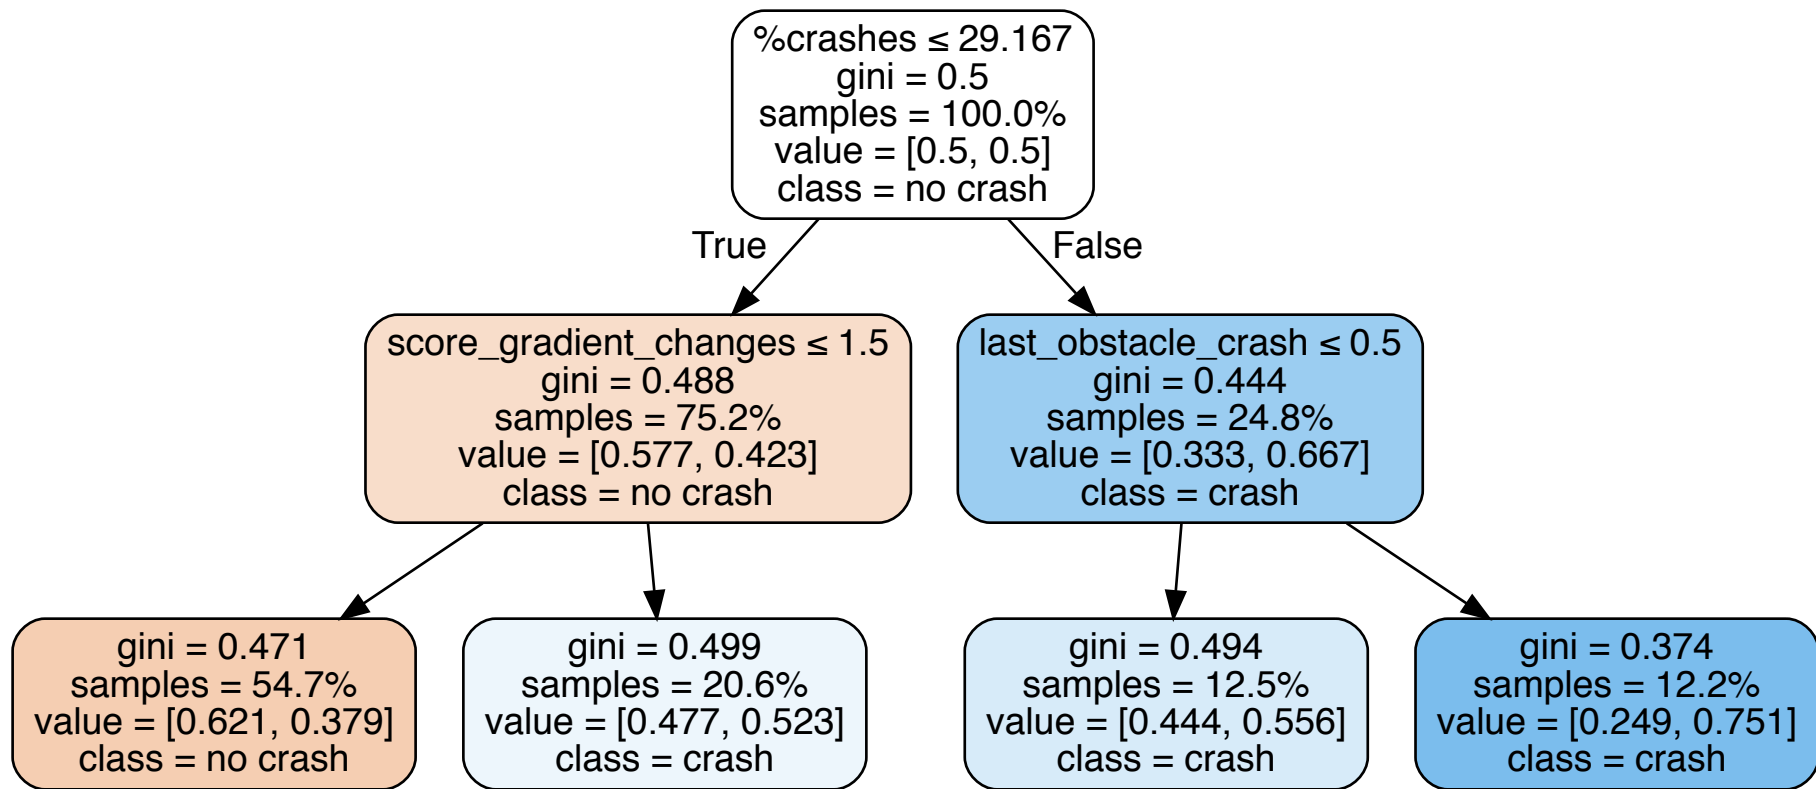 %crashes ≤ 29.167
gini = 0.5
samples = 100.0%
value = [0.5, 0.5]
class = no crash
True
False
score_gradient_changes ≤ 1.5
gini = 0.488
samples = 75.2%
value = [0.577, 0.423]
class = no crash
last_obstacle_crash ≤ 0.5
gini = 0.444
samples = 24.8%
value = [0.333, 0.667]
class = crash
gini = 0.471
samples = 54.7%
value = [0.621, 0.379]
class = no crash
gini = 0.499
samples = 20.6%
value = [0.477, 0.523]
class = crash
gini = 0.494
samples = 12.5%
value = [0.444, 0.556]
class = crash
gini = 0.374
samples = 12.2%
value = [0.249, 0.751]
class = crash